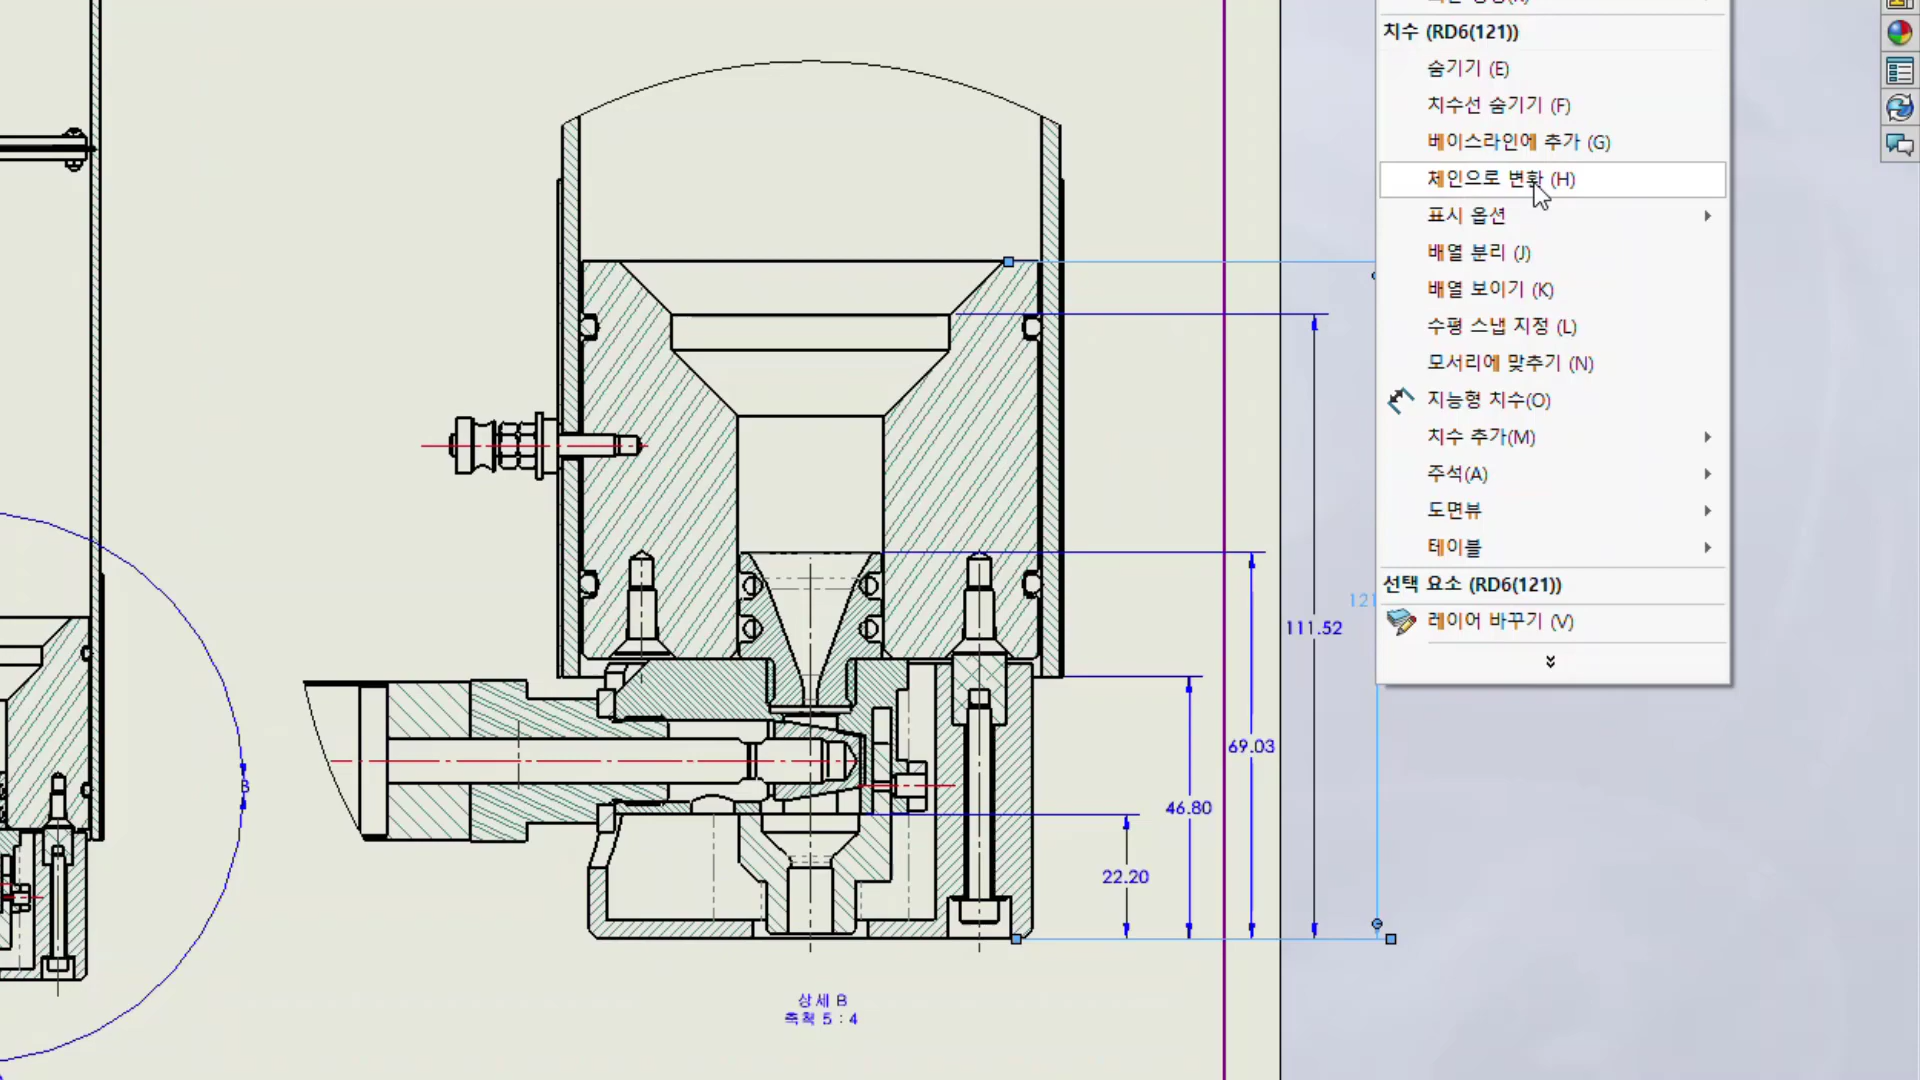 치수 (RD6(121))
숨기기 (E)
치수선 숨기기 (F)
베이스라인에 추가 (G)
체인으로 변환 (H)
표시 옵션
배열 분리 (J)
배열 보이기 (K)
수평 스냅 지정 (L)
모서리에 맞추기 (N)
지능형 치수(O)
치수 추가(M)
주석(A)
도면뷰
테이블
선택 요소 (RD6(121))
레이어 바꾸기 (V)
121
111.52
69.03
46.80
22.20
B
상세 B
축척 5 : 4